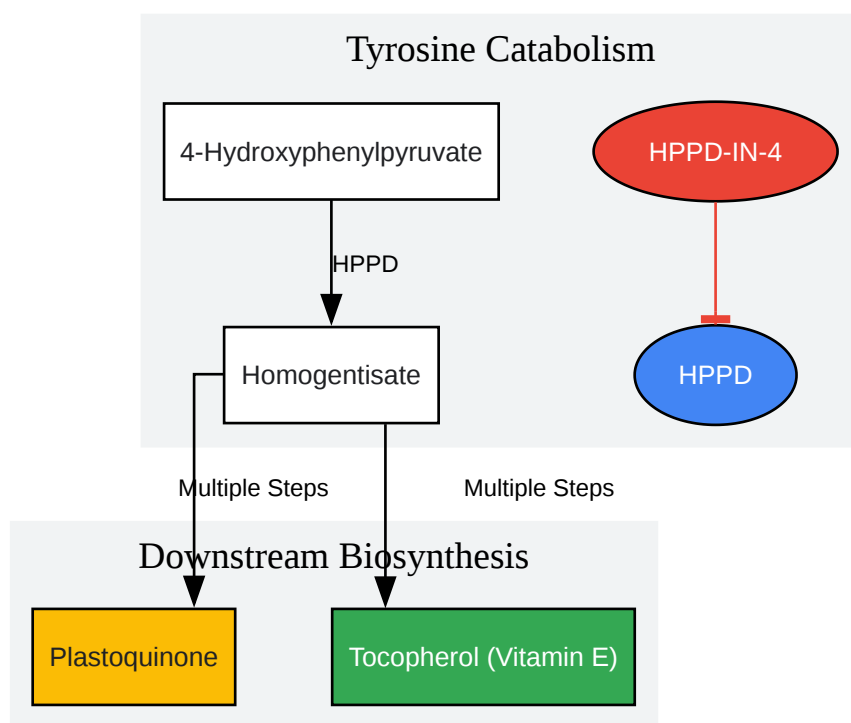 Tyrosine Catabolism
4-Hydroxyphenylpyruvate
HPPD-IN-4
HPPD
Homogentisate
HPPD
Multiple Steps
Multiple Steps
Downstream Biosynthesis
Plastoquinone
Tocopherol (Vitamin E)